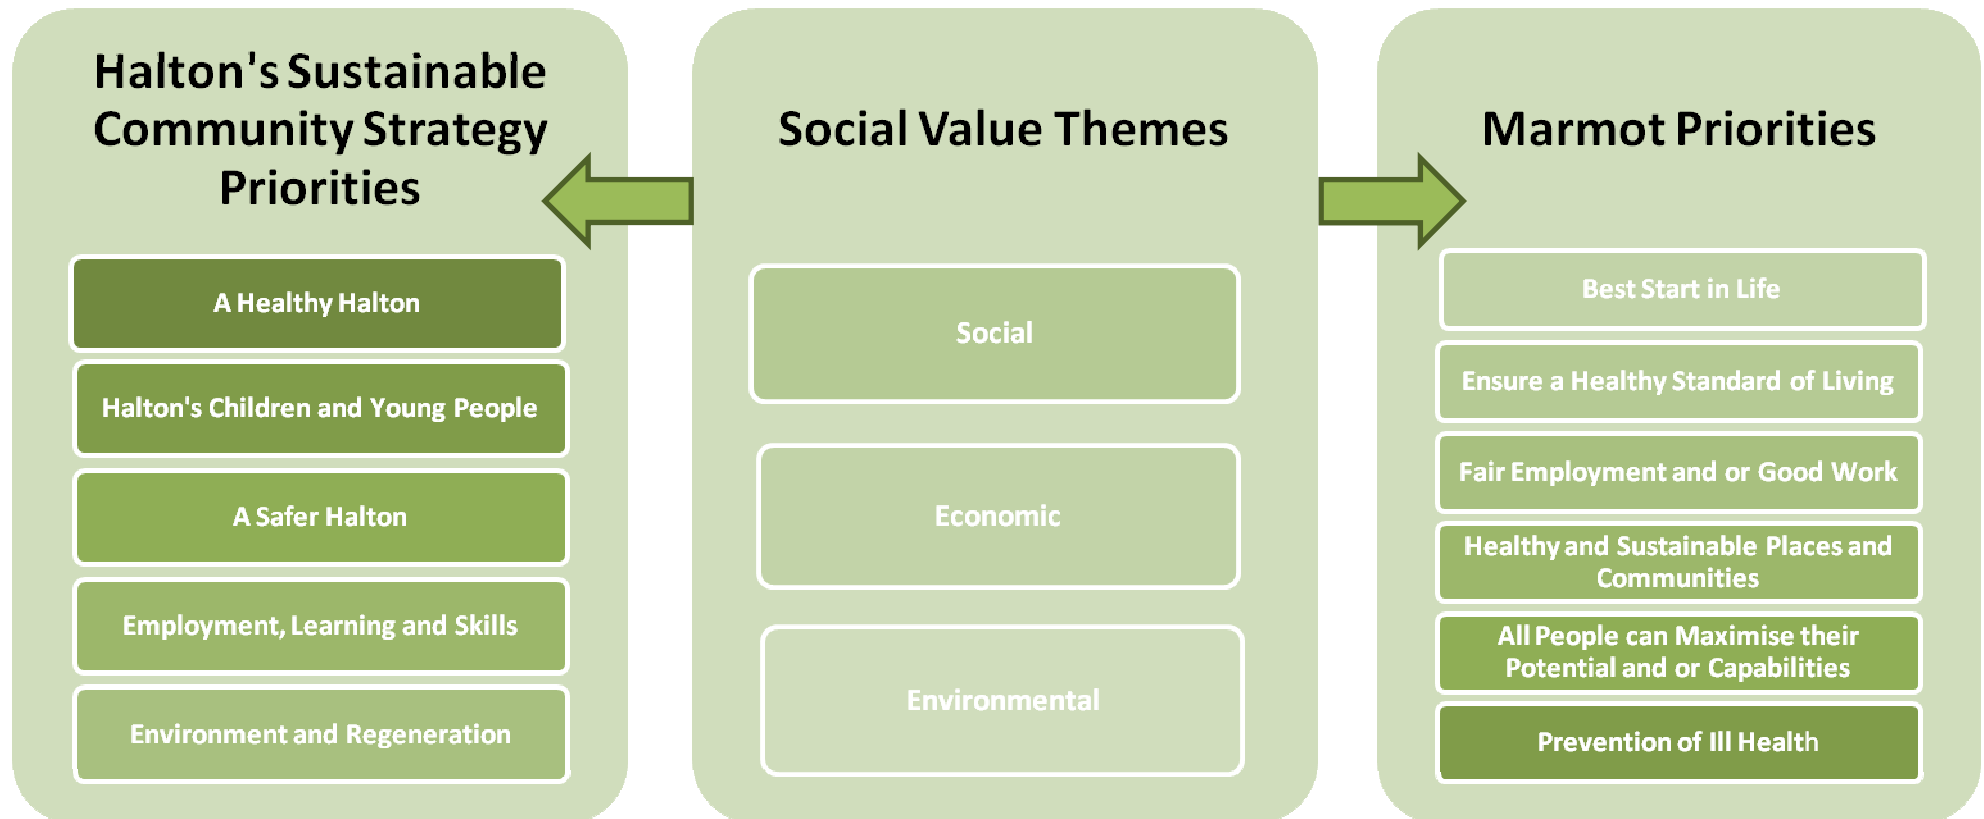 Halton's Sustainable
Community Strategy
Priorities
A Healthy Halton
Halton's Children and Young People
A Safer Halton
Employment, Learning and Skills
Environment and Regeneration
Social Value Themes
Social
Economic
Environmental
Marmot Priorities
Best Start in Life
Ensure a Healthy Standard of Living
Fair Employment and or Good Work
Healthy and Sustainable Places and
Communities
All People can Maximise their
Potential and or Capabilities
Prevention of Ill Health